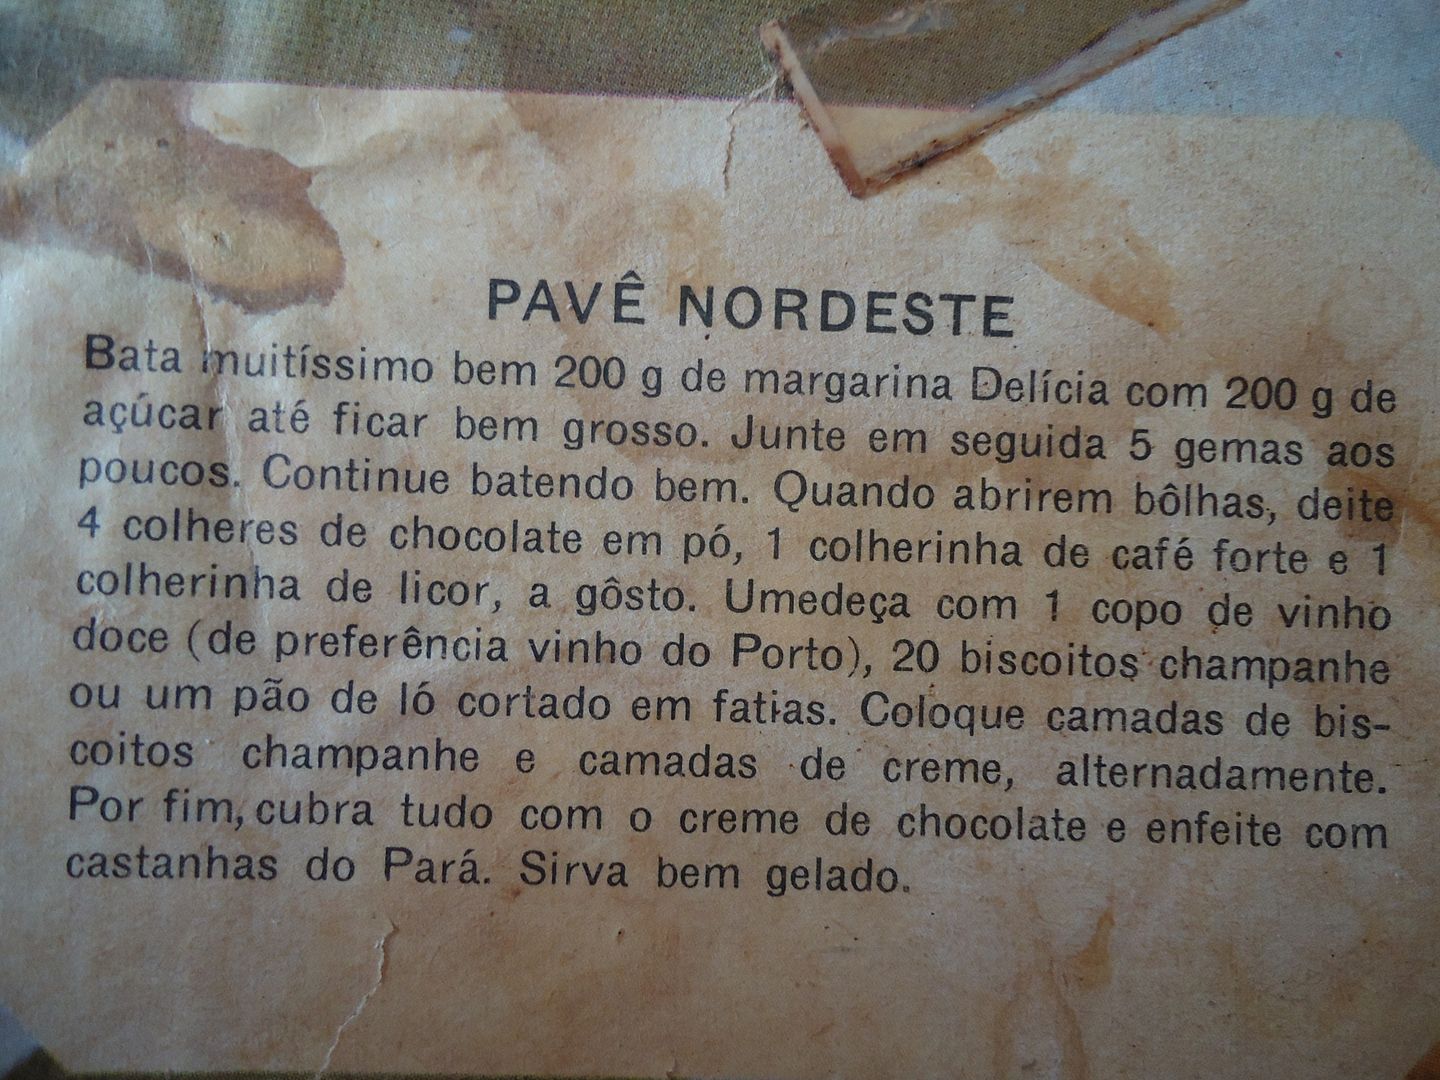 PAVÊ NORDESTE
Bata muitíssimo bem 200 g de margarina Delícia com 200 g de
açúcar até ficar bem grosso. Junte em seguida 5 gemas aos
poucos. Continue batendo bem. Quando abrirem bôlhas, deite
4 colheres de chocolate em pó, 1 colherinha de café forte e 1
colherinha de licor, a gôsto. Umedeça com 1 copo de vinho
doce (de preferência vinho do Porto), 20 biscoitos champanhe
ou um pão de ló cortado em fatias. Coloque camadas de bis-
coitos champanhe e camadas de creme, alternadamente.
Por fim, cubra tudo com o creme de chocolate e enfeite com
castanhas do Pará. Sirva bem gelado.